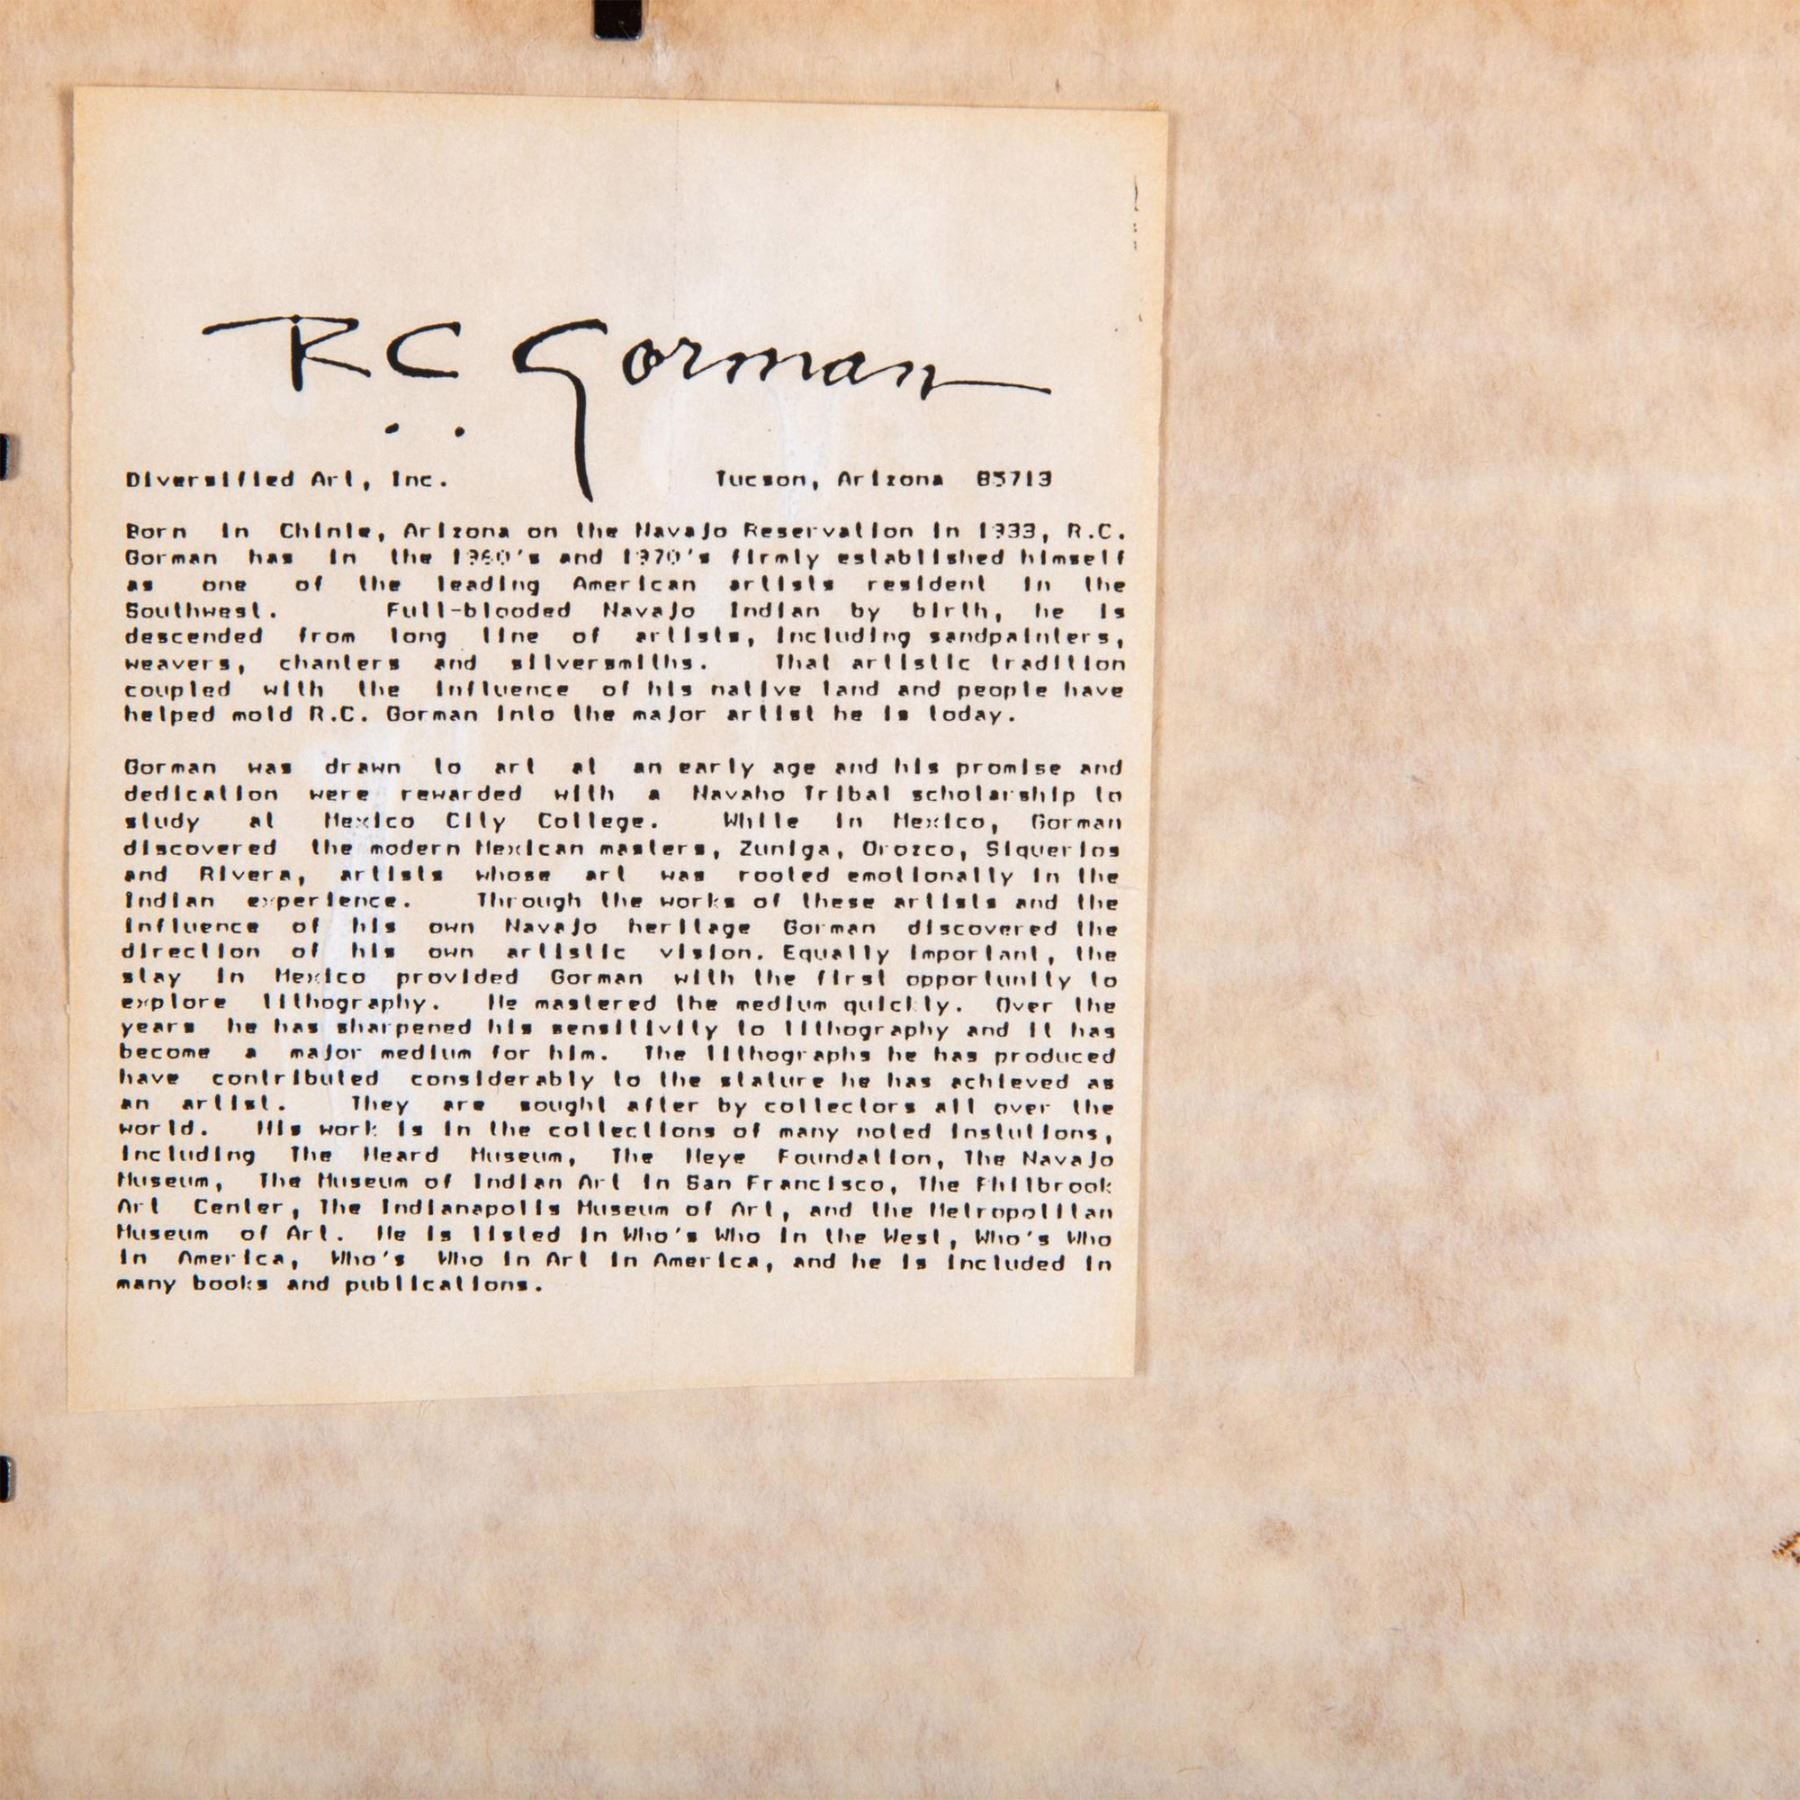 R.C. Gorman
Diversified Art, Inc. Tucson, Arizona 85713
Born in Chinle, Arizona on the Navajo Reservation in 1933, R.C.
Gorman has in the 1960's and 1970's firmly established himself
as one of the leading American artists resident in the
Southwest. Full-blooded Navajo Indian by birth, he is
descended from long line of artists, including sandpainters,
weavers, chanters and silversmiths. That artistic tradition
coupled with the influence of his native land and people have
helped mold R.C. Gorman into the major artist he is today.
Gorman was drawn to art at an early age and his promise and
dedication were rewarded with a Navaho Tribal scholarship to
study at Mexico City College. While in Mexico, Gorman
discovered the modern Mexican masters, Zuniga, Orozco, Siquerios
and Rivera, artists whose art was rooted emotionally in the
Indian experience. Through the works of these artists and the
influence of his own Navajo heritage Gorman discovered the
direction of his own artistic vision. Equally important, the
stay in Mexico provided Gorman with the first opportunity to
explore lithography. He mastered the medium quickly. Over the
years he has sharpened his sensitivity to lithography and it has
become a major medium for him. The lithographs he has produced
have contributed considerably to the stature he has achieved as
an artist. They are sought after by collectors all over the
world. His work is in the collections of many noted instutions,
including The Heard Museum, The Heye Foundation, The Navajo
Museum, The Museum of Indian Art in San Francisco, The Philbrook
Art Center, The Indianapolis Museum of Art, and the Metropolitan
Museum of Art. He is listed in Who's Who in the West, Who's Who
in America, Who's Who in Art in America, and he is included in
many books and publications.